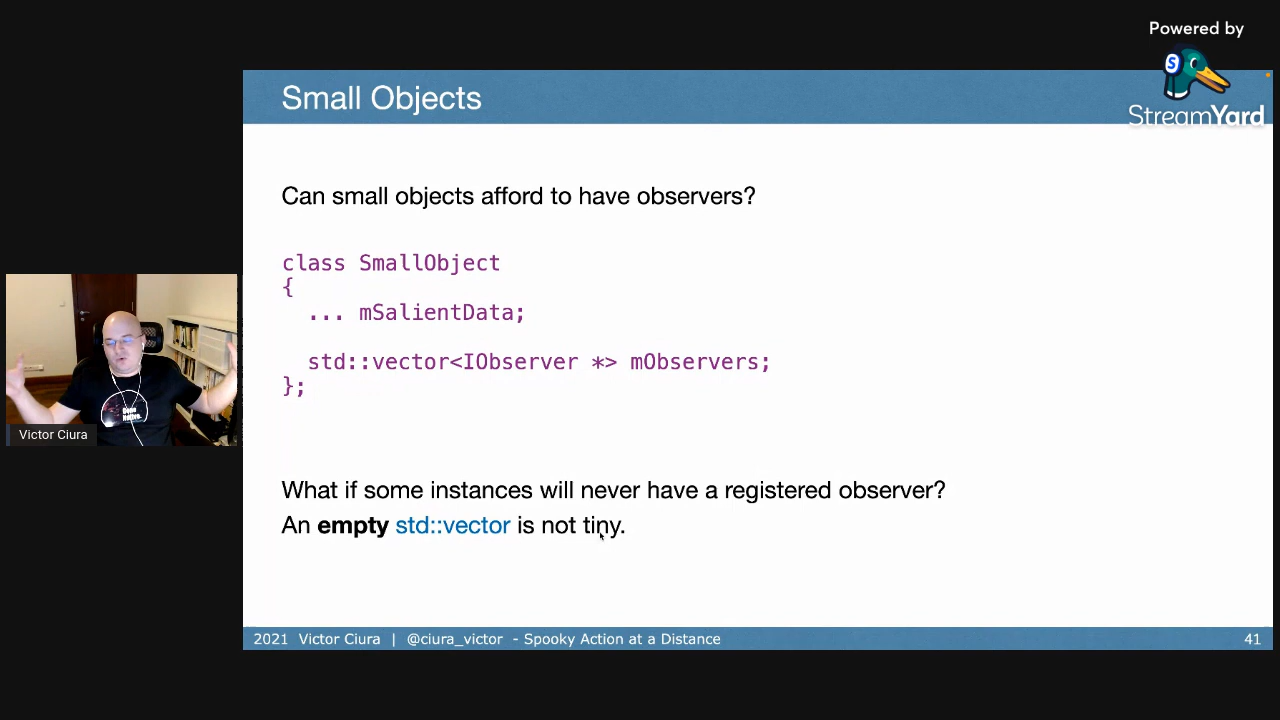 Powered by
StreamYard
Small Objects
Can small objects afford to have observers?
class SmallObject
{
... mSalientData;
std::vector<IObserver *> mObservers;
};
What if some instances will never have a registered observer?
An empty std::vector is not tiny.
Victor Ciura
2021 Victor Ciura | @ciura_victor - Spooky Action at a Distance
41